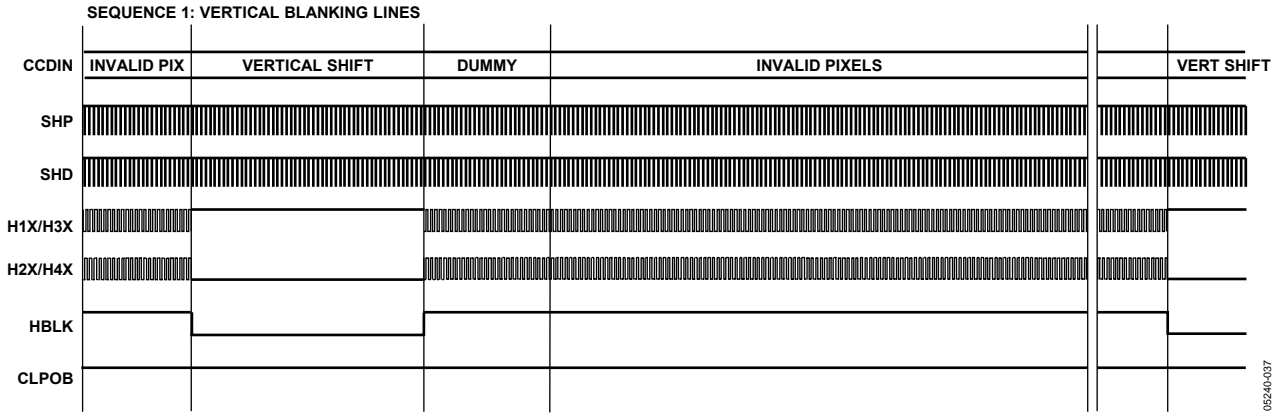 SEQUENCE 1: VERTICAL BLANKING LINES
CCDIN INVALID PIX VERTICAL SHIFT DUMMY INVALID PIXELS VERT SHIFT
SHP
SHD
H1X/H3X
H2X/H4X
HBLK
CLPOB
05240-037